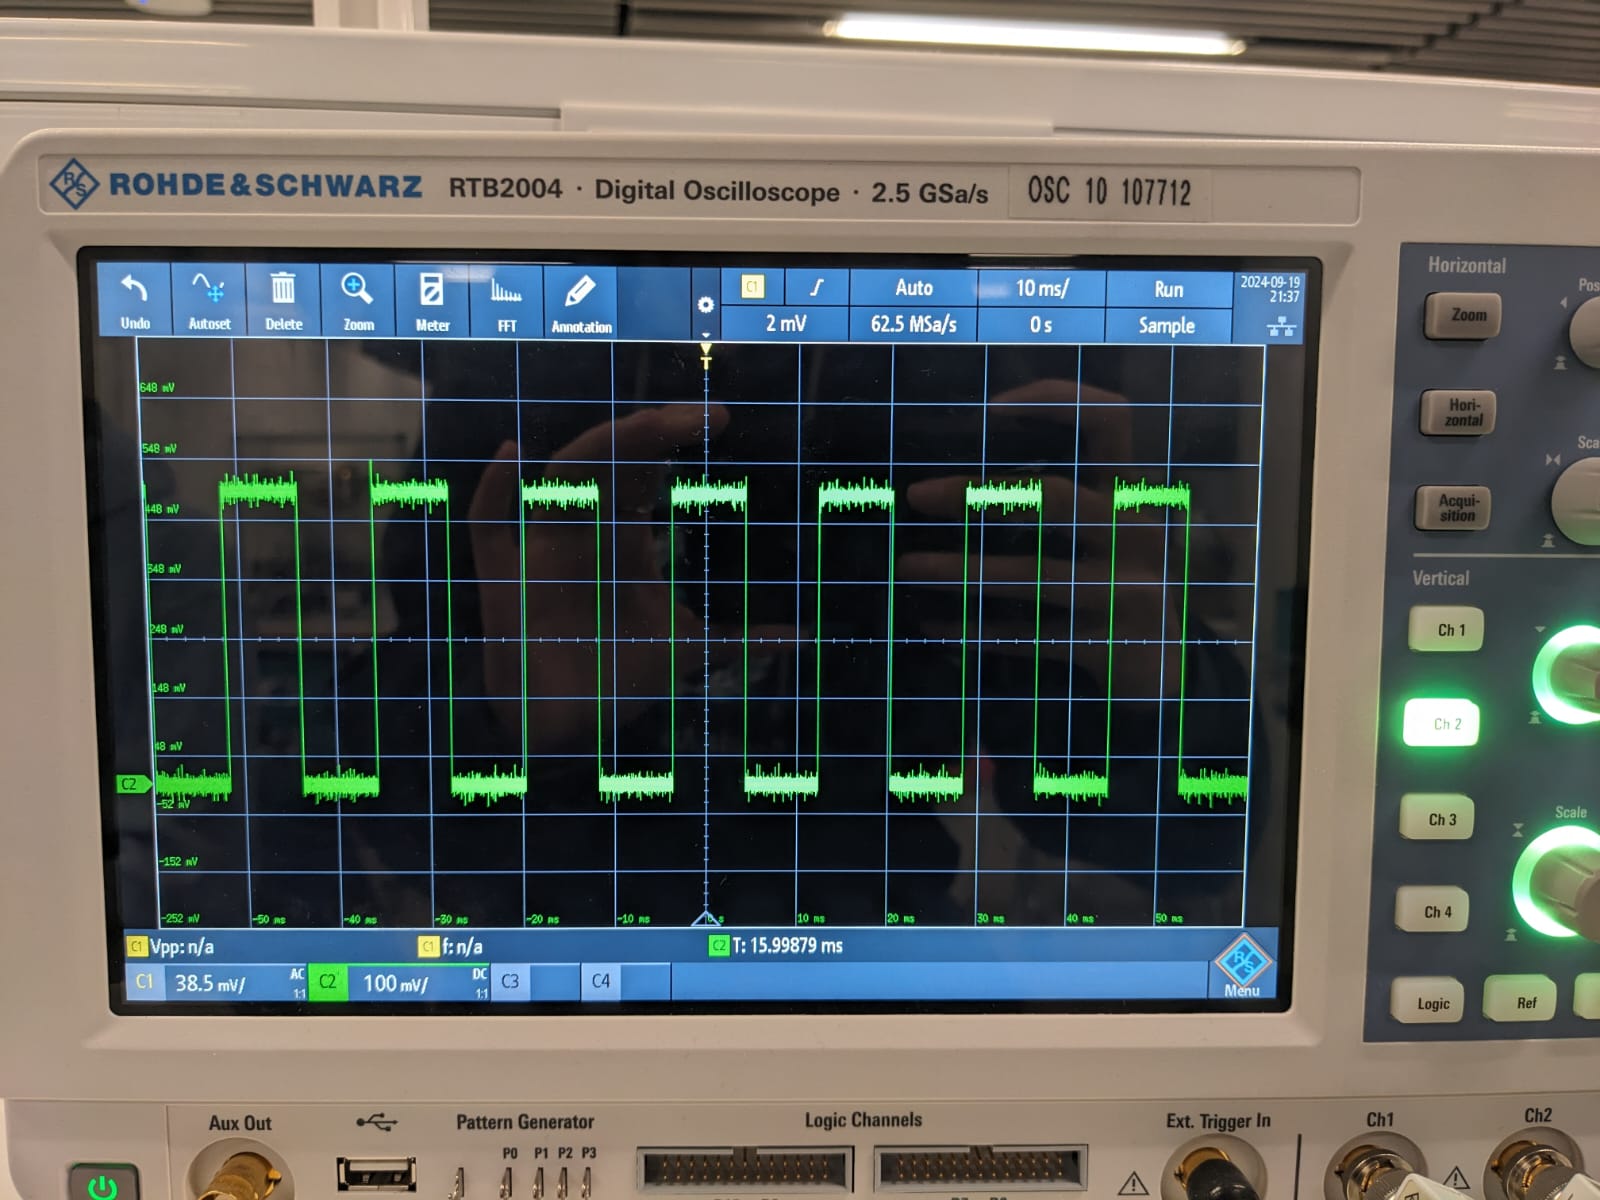 ROHDE & SCHWARZ RTB2004 · Digital Oscilloscope · 2.5 GSa/s OSC 10 107712
Undo Autoset Delete Zoom Meter FFT Annotation
C1 Auto 10 ms/ Run 2024-09-19
21:37
2 mV 62.5 MSa/s 0 s Sample
T
648 mV
548 mV
448 mV
348 mV
248 mV
148 mV
48 mV
C2
-52 mV
-152 mV
-252 mV -50 ms -40 ms -30 ms -20 ms -10 ms 0 s 10 ms 20 ms 30 ms 40 ms 50 ms
C1 Vpp: n/a C1 f: n/a C2 T: 15.99879 ms
C1 38.5 mV/ AC 1:1 C2 100 mV/ DC 1:1 C3 C4
R&S
Menu
Horizontal
Zoom
Hori-
zontal
Acqui-
sition
Vertical
Ch 1
Ch 2
Ch 3
Scale
Ch 4
Logic Ref
Aux Out Pattern Generator Logic Channels Ext. Trigger In Ch1 Ch2
P0 P1 P2 P3